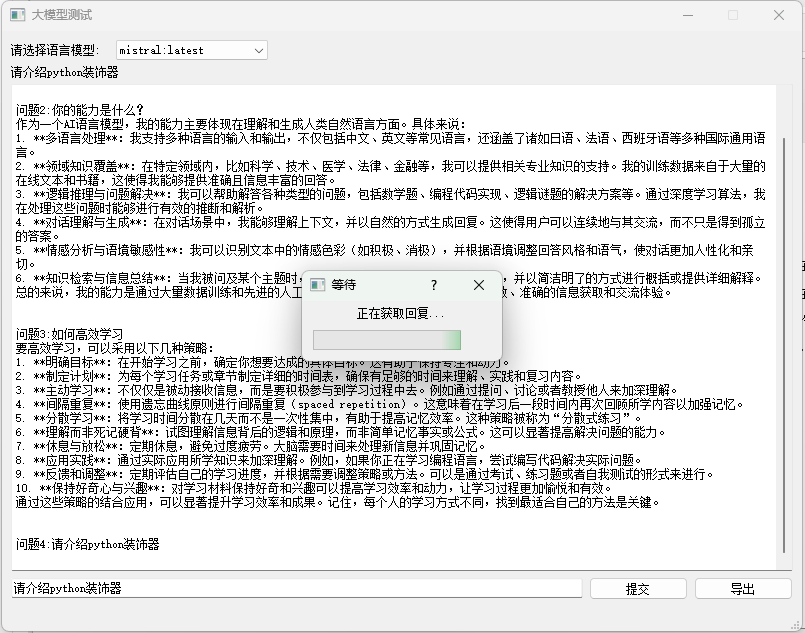 大模型测试
请选择语言模型: mistral:latest
请介绍python装饰器
问题2:你的能力是什么?
作为一个AI语言模型，我的能力主要体现在理解和生成人类自然语言方面。具体来说：
1. **多语言处理**：我支持多种语言的输入和输出，不仅包括中文、英文等常见语言，还涵盖了诸如日语、法语、西班牙语等多种国际通用语
言。
2. **领域知识覆盖**：在特定领域内，比如科学、技术、医学、法律、金融等，我可以提供相关专业知识的支持。我的训练数据来自于大量的
在线文本和书籍，这使得我能够提供准确且信息丰富的回答。
3. **逻辑推理与问题解决**：我可以帮助解答各种类型的问题，包括数学题、编程代码实现、逻辑谜题的解决方案等。通过深度学习算法，我
在处理这些问题时能够进行有效的推断和解析。
4. **对话理解与生成**：在对话场景中，我能够理解上下文，并以自然的方式生成回复。这使得用户可以连续地与其交流，而不只是得到孤立
的答案。
5. **情感分析与语境敏感性**：我可以识别文本中的情感色彩（如积极、消极），并根据语境调整回答风格和语气，使对话更加人性化和亲
切。
6. **知识检索与信息总结**：当我被问及某个主题时， ，并以简洁明了的方式进行概括或提供详细解释。
总的来说，我的能力是通过大量数据训练和先进的人工 、准确的信息获取和交流体验。
等待
?
正在获取回复...
问题3:如何高效学习
要高效学习，可以采用以下几种策略：
1. **明确目标**：在开始学习之前，确定你想要达成的具体目标。这有助于保持专注和动力。
2. **制定计划**：为每个学习任务或章节制定详细的时间表，确保有足够的时间来理解、实践和复习内容。
3. **主动学习**：不仅仅是被动接收信息，而是要积极参与到学习过程中去。例如通过提问、讨论或者教授他人来加深理解。
4. **间隔重复**：使用遗忘曲线原则进行间隔重复（spaced repetition）。这意味着在学习后一段时间内再次回顾所学内容以加强记忆。
5. **分散学习**：将学习时间分散在几天而不是一次性集中，有助于提高记忆效率。这种策略被称为“分散式练习”。
6. **理解而非死记硬背**：试图理解信息背后的逻辑和原理，而非简单记忆事实或公式。这可以显著提高解决问题的能力。
7. **休息与放松**：定期休息，避免过度疲劳。大脑需要时间来处理新信息并巩固记忆。
8. **应用实践**：通过实际应用所学知识来加深理解。例如，如果你正在学习编程语言，尝试编写代码解决实际问题。
9. **反馈和调整**：定期评估自己的学习进度，并根据需要调整策略或方法。可以是通过考试、练习题或者自我测试的形式来进行。
10. **保持好奇心与兴趣**：对学习材料保持好奇和兴趣可以提高学习效率和动力，让学习过程更加愉悦和有效。
通过这些策略的结合应用，可以显著提升学习效率和成果。记住，每个人的学习方式不同，找到最适合自己的方法是关键。
问题4:请介绍python装饰器
请介绍python装饰器 提交 导出